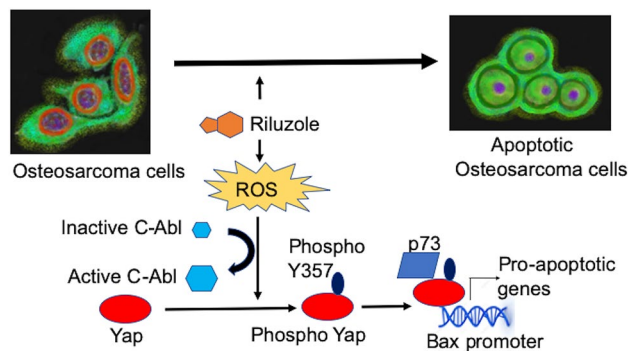 Osteosarcoma cells
Riluzole
Apoptotic
Osteosarcoma cells
ROS
Inactive C-Abl
Active C-Abl
Phospho
Y357
p73
Pro-apoptotic
genes
Yap
Phospho Yap
Bax promoter